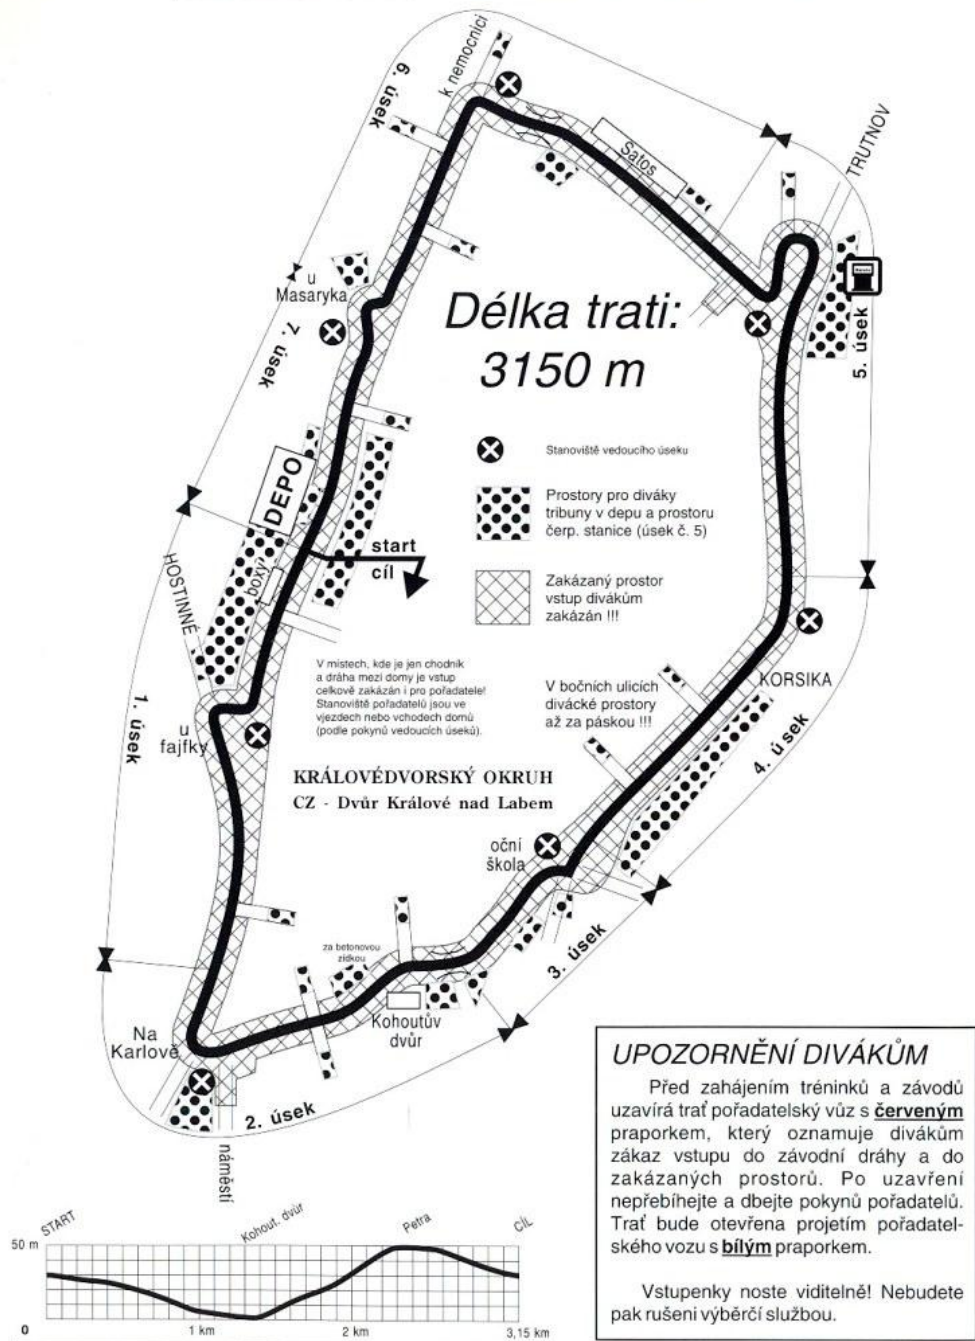 k nemocnici
6. úsek
Satos
TRUTNOV
u
Masaryka
7. úsek
Délka trati:
3150 m
5. úsek
Stanoviště vedoucího úseku
Prostory pro diváky
tribuny v depu a prostoru
čerp. stanice (úsek č. 5)
DEPO
start
cíl
boxy
HOSTINNÉ
Zakázaný prostor
vstup divákům
zakázán !!!
V místech, kde je jen chodník
a dráha mezi domy je vstup
celkově zakázán i pro pořadatele!
Stanoviště pořadatelů jsou ve
vjezdech nebo vchodech domů
(podle pokynů vedoucích úseků).
V bočních ulicích
divácké prostory
až za páskou !!!
KORSIKA
4. úsek
1. úsek
u
fajfky
KRÁLOVÉDVORSKÝ OKRUH
CZ - Dvůr Králové nad Labem
oční
škola
3. úsek
za betonovou
zídkou
Kohoutův
dvůr
Na
Karlově
2. úsek
náměstí
UPOZORNĚNÍ DIVÁKŮM
Před zahájením tréninků a závodů
uzavírá trať pořadatelský vůz s červeným
praporkem, který oznamuje divákům
zákaz vstupu do závodní dráhy a do
zakázaných prostorů. Po uzavření
nepřebíhejte a dbejte pokynů pořadatelů.
Trať bude otevřena projetím pořadatel-
ského vozu s bílým praporkem.
Vstupenky noste viditelně! Nebudete
pak rušeni výběrčí službou.
START
Kohout. dvůr
Petra
CÍL
50 m
0
1 km
2 km
3,15 km